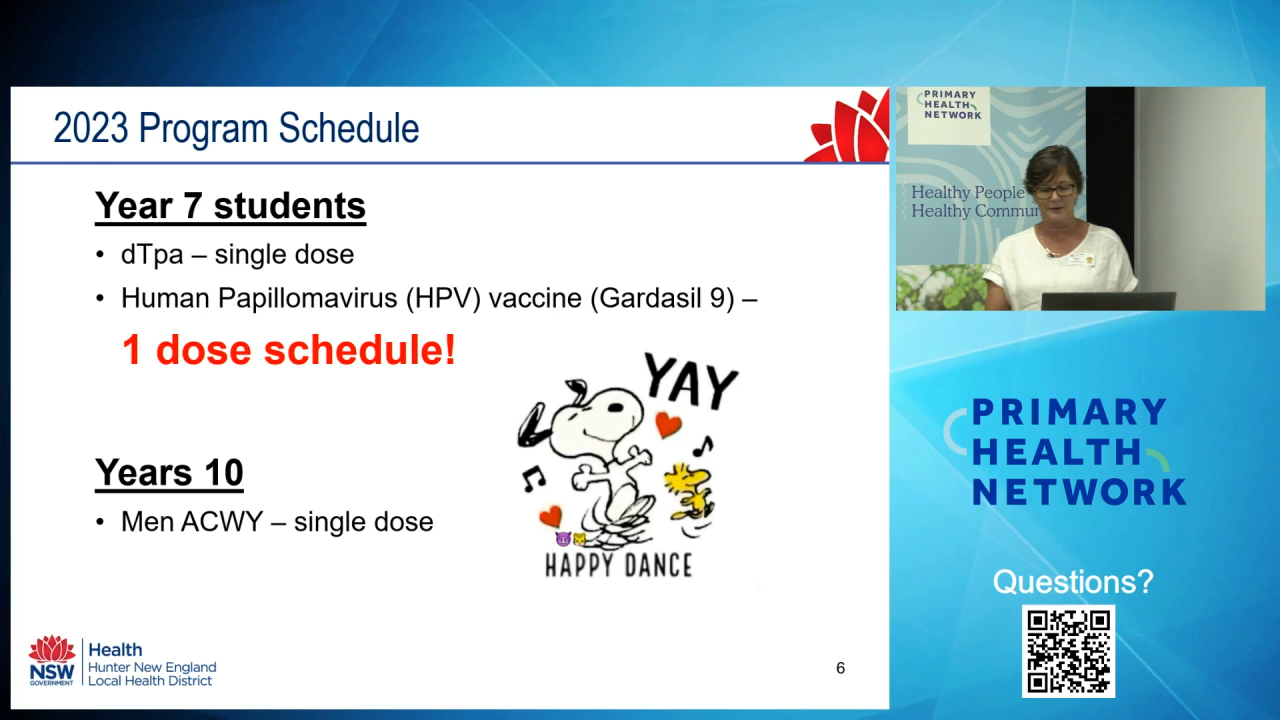 2023 Program Schedule
Year 7 students
• dTpa – single dose
• Human Papillomavirus (HPV) vaccine (Gardasil 9) –
1 dose schedule!
YAY
Years 10
• Men ACWY – single dose
HAPPY DANCE
NSW
GOVERNMENT
Health
Hunter New England
Local Health District
6
PRIMARY
HEALTH
NETWORK
Healthy People
Healthy Commun
PRIMARY
HEALTH
NETWORK
Questions?